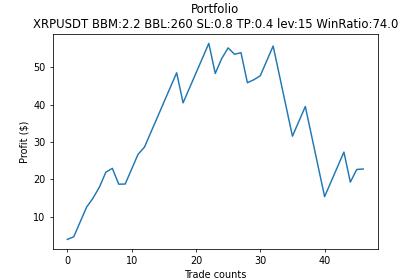 Portfolio
XRPUSDT BBM:2.2 BBL:260 SL:0.8 TP:0.4 lev:15 WinRatio:74.0
50
40
30
20
10
Profit ($)
0
10
20
30
40
Trade counts